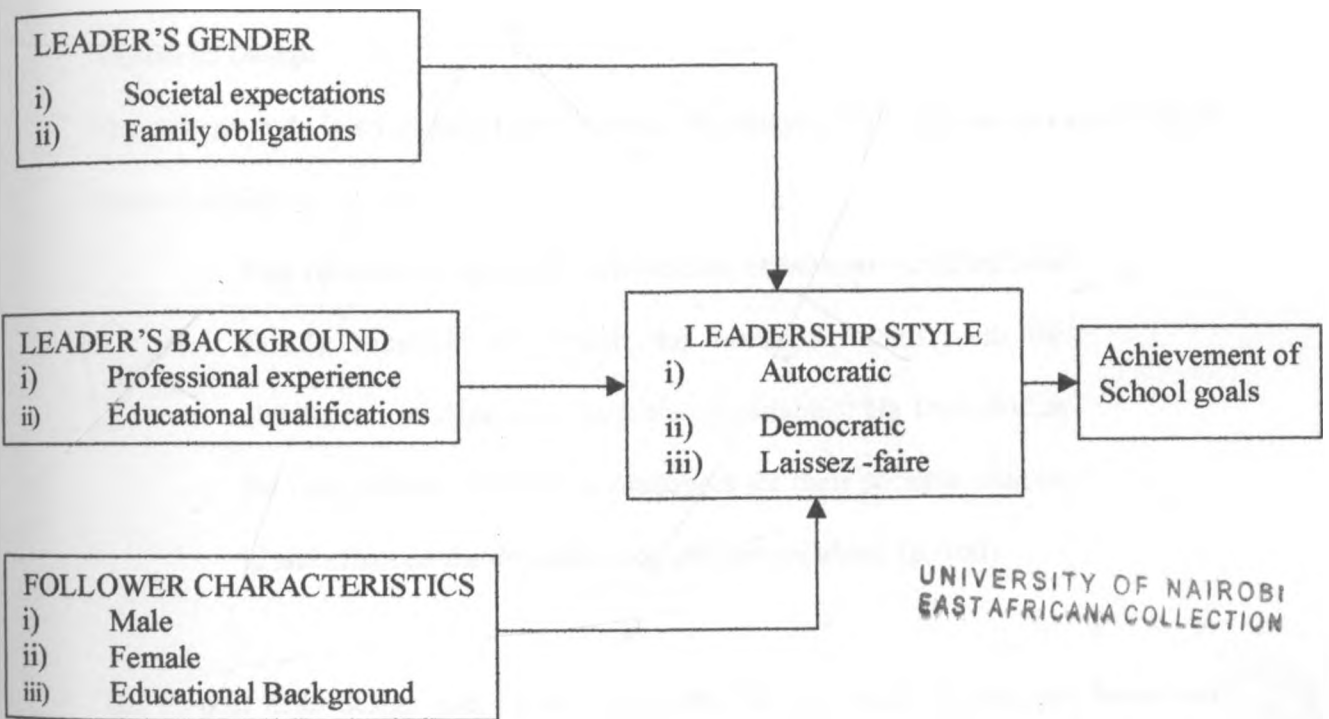 LEADER'S GENDER
i) Societal expectations
ii) Family obligations
LEADER'S BACKGROUND
i) Professional experience
ii) Educational qualifications
LEADERSHIP STYLE
i) Autocratic
ii) Democratic
iii) Laissez -faire
Achievement of
School goals
FOLLOWER CHARACTERISTICS
i) Male
ii) Female
iii) Educational Background
UNIVERSITY OF NAIROBI
EAST AFRICANA COLLECTION